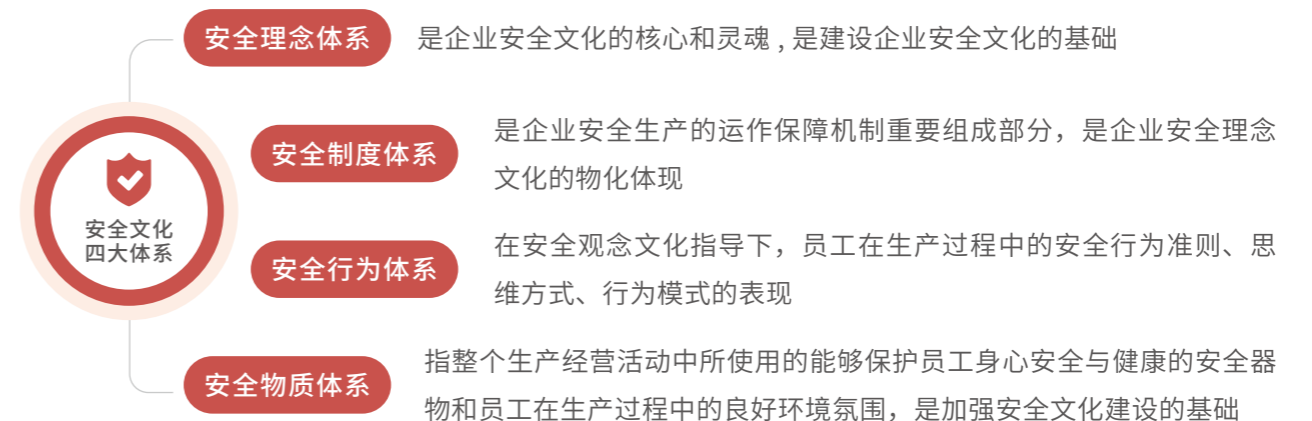 安全理念体系
是企业安全文化的核心和灵魂 , 是建设企业安全文化的基础
安全制度体系
是企业安全生产的运作保障机制重要组成部分，是企业安全理念
文化的物化体现
安全文化
四大体系
安全行为体系
在安全观念文化指导下，员工在生产过程中的安全行为准则、思
维方式、行为模式的表现
安全物质体系
指整个生产经营活动中所使用的能够保护员工身心安全与健康的安全器
物和员工在生产过程中的良好环境氛围，是加强安全文化建设的基础